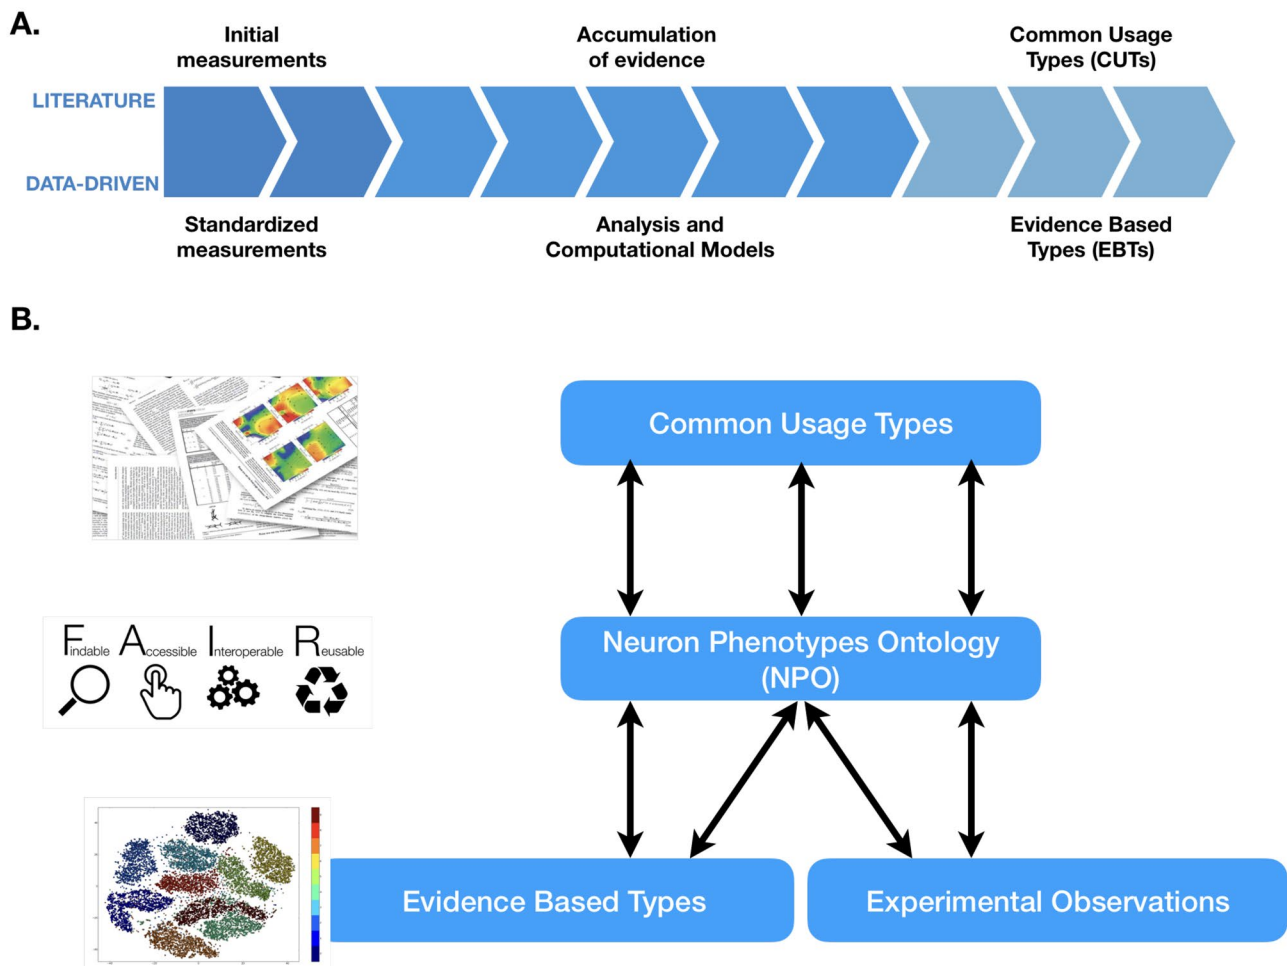 A.
Initial
measurements
Accumulation
of evidence
Common Usage
Types (CUTs)
LITERATURE
DATA-DRIVEN
Standardized
measurements
Analysis and
Computational Models
Evidence Based
Types (EBTs)
B.
Common Usage Types
Findable Accessible Interoperable Reusable
Neuron Phenotypes Ontology
(NPO)
Evidence Based Types
Experimental Observations